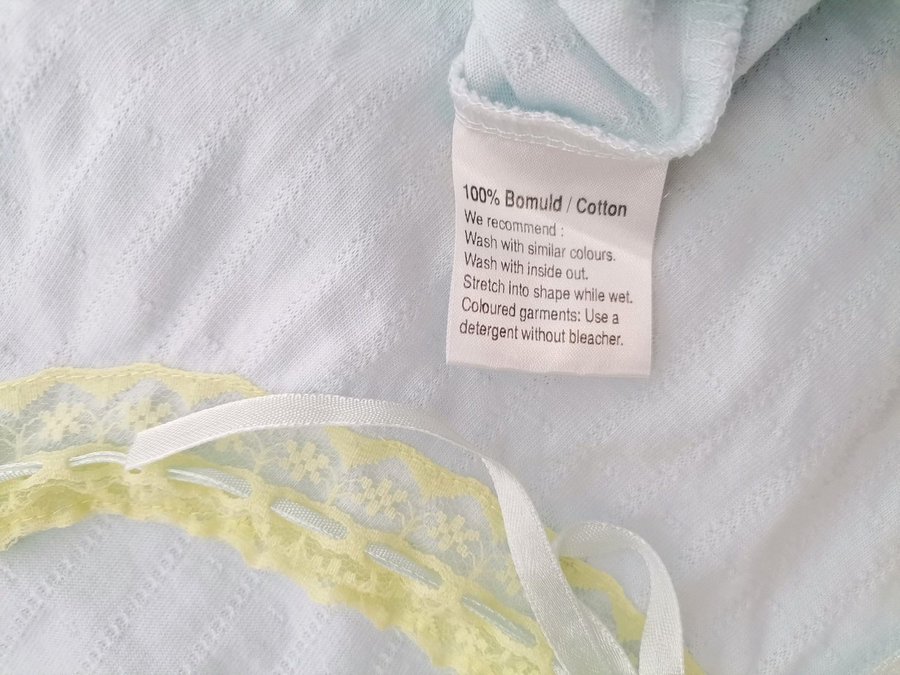 100% Bomuld / Cotton
We recommend :
Wash with similar colours.
Wash with inside out.
Stretch into shape while wet.
Coloured garments: Use a
detergent without bleacher.